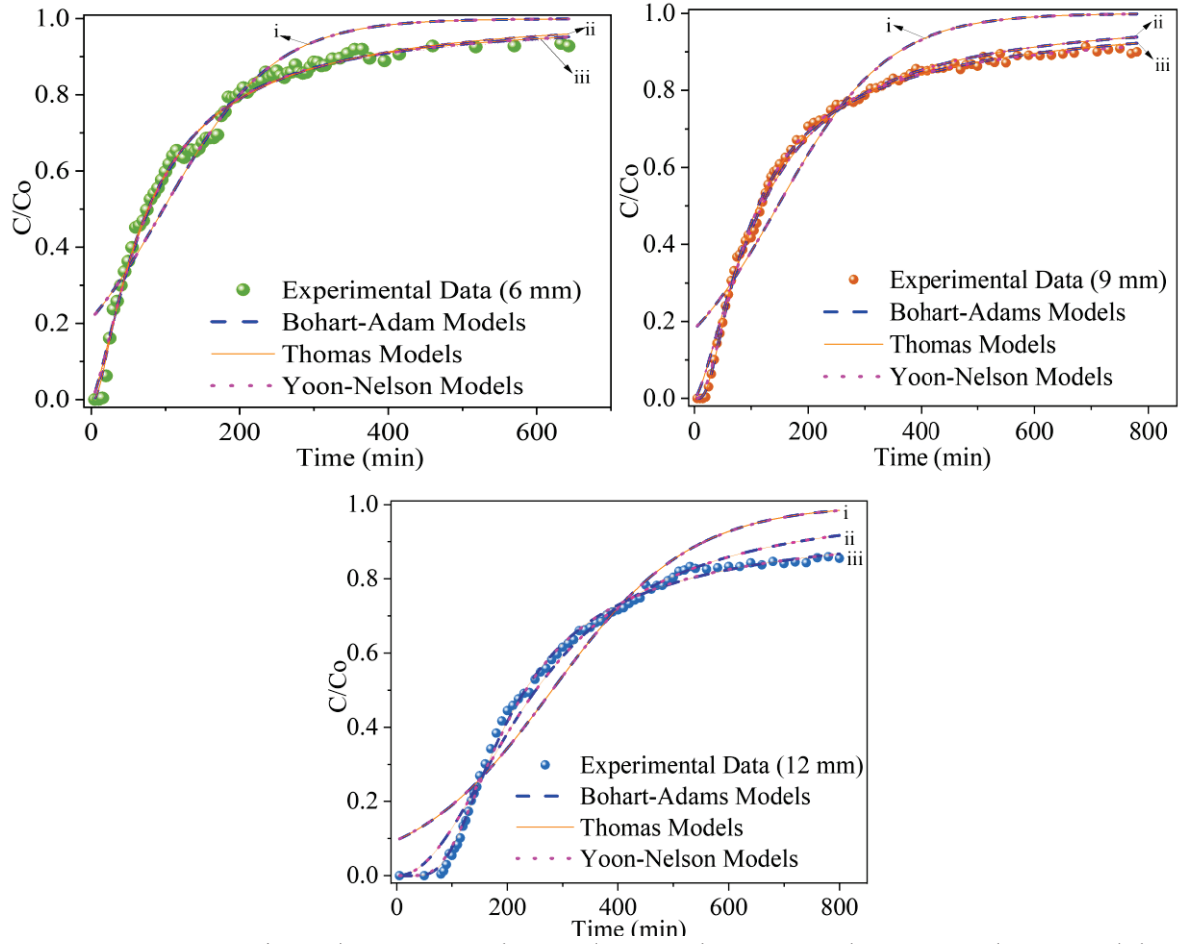 1.0
0.8
0.6
0.4
0.2
0.0
C/Co
i
ii
iii
Experimental Data (6 mm)
Bohart-Adam Models
Thomas Models
Yoon-Nelson Models
0 200 400 600
Time (min)
1.0
0.8
0.6
0.4
0.2
0.0
C/Co
i
ii
iii
Experimental Data (9 mm)
Bohart-Adams Models
Thomas Models
Yoon-Nelson Models
0 200 400 600 800
Time (min)
1.0
0.8
0.6
0.4
0.2
0.0
C/Co
i
ii
iii
Experimental Data (12 mm)
Bohart-Adams Models
Thomas Models
Yoon-Nelson Models
0 200 400 600 800
Time (min)